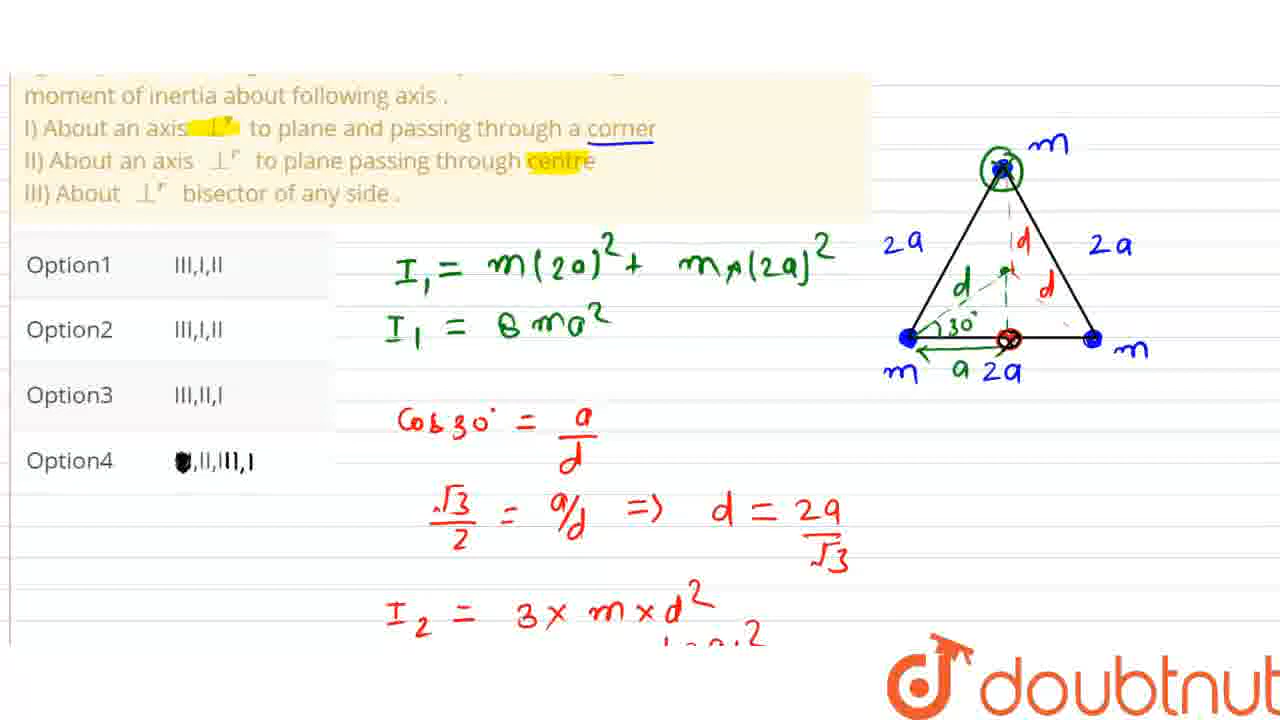 moment of inertia about following axis .
I) About an axis ⊥ʳ to plane and passing through a corner
II) About an axis ⊥ʳ to plane passing through centre
III) About ⊥ʳ bisector of any side .
Option1 III,I,II
Option2 III,I,II
Option3 III,II,I
Option4 ,II,III,I
I₁ = m(2a)² + m(2a)²
I₁ = 8ma²
Cos30° = a/d
√3/2 = a/d => d = 2a/√3
I₂ = 3 × m × d²
m
2a
2a
d
d
d
30°
m
a
2a
m
doubtnut